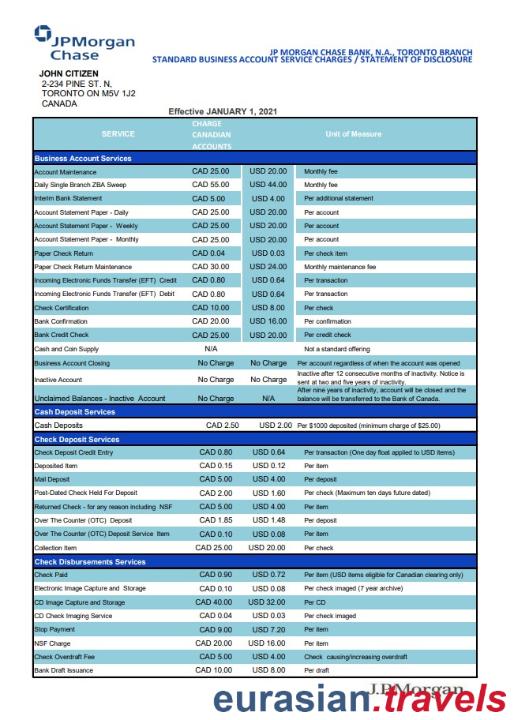 JPMorgan
Chase
JP MORGAN CHASE BANK, N.A., TORONTO BRANCH
STANDARD BUSINESS ACCOUNT SERVICE CHARGES / STATEMENT OF DISCLOSURE
JOHN CITIZEN
2-234 PINE ST. N,
TORONTO ON M5V 1J2
CANADA
Effective JANUARY 1, 2021
SERVICE CHARGE CANADIAN ACCOUNTS Unit of Measure
Business Account Services
Account Maintenance CAD 25.00 USD 20.00 Monthly fee
Daily Single Branch ZBA Sweep CAD 55.00 USD 44.00 Monthly fee
Interim Bank Statement CAD 5.00 USD 4.00 Per additional statement
Account Statement Paper - Daily CAD 25.00 USD 20.00 Per account
Account Statement Paper - Weekly CAD 25.00 USD 20.00 Per account
Account Statement Paper - Monthly CAD 25.00 USD 20.00 Per account
Paper Check Return CAD 0.04 USD 0.03 Per check item
Paper Check Return Maintenance CAD 30.00 USD 24.00 Monthly maintenance fee
Incoming Electronic Funds Transfer (EFT) Credit CAD 0.80 USD 0.64 Per transaction
Incoming Electronic Funds Transfer (EFT) Debit CAD 0.80 USD 0.64 Per transaction
Check Certification CAD 10.00 USD 8.00 Per check
Bank Confirmation CAD 20.00 USD 16.00 Per confirmation
Bank Credit Check CAD 25.00 USD 20.00 Per credit check
Cash and Coin Supply N/A Not a standard offering
Business Account Closing No Charge No Charge Per account regardless of when the account was opened
Inactive Account No Charge No Charge Inactive after 12 consecutive months of inactivity. Notice is
sent at two and five years of inactivity.
Unclaimed Balances - Inactive Account No Charge N/A After nine years of inactivity, account will be closed and the
balance will be transferred to the Bank of Canada.
Cash Deposit Services
Cash Deposits CAD 2.50 USD 2.00 Per $1000 deposited (minimum charge of $25.00)
Check Deposit Services
Check Deposit Credit Entry CAD 0.80 USD 0.64 Per transaction (One day float applied to USD items)
Deposited Item CAD 0.15 USD 0.12 Per item
Mail Deposit CAD 5.00 USD 4.00 Per deposit
Post-Dated Check Held For Deposit CAD 2.00 USD 1.60 Per check (Maximum ten days future dated)
Returned Check - for any reason including NSF CAD 5.00 USD 4.00 Per item
Over The Counter (OTC) Deposit CAD 1.85 USD 1.48 Per deposit
Over The Counter (OTC) Deposit Service Item CAD 0.10 USD 0.08 Per item
Collection Item CAD 25.00 USD 20.00 Per check
Check Disbursements Services
Check Paid CAD 0.90 USD 0.72 Per item (USD items eligible for Canadian clearing only)
Electronic Image Capture and Storage CAD 0.10 USD 0.08 Per check imaged (7 year archive)
CD Image Capture and Storage CAD 40.00 USD 32.00 Per CD
CD Check Imaging Service CAD 0.04 USD 0.03 Per check imaged
Stop Payment CAD 9.00 USD 7.20 Per item
NSF Charge CAD 20.00 USD 16.00 Per item
Check Overdraft Fee CAD 5.00 USD 4.00 Check causing/increasing overdraft
Bank Draft Issuance CAD 10.00 USD 8.00 Per draft
J.P.Morgan
eurasian.travels